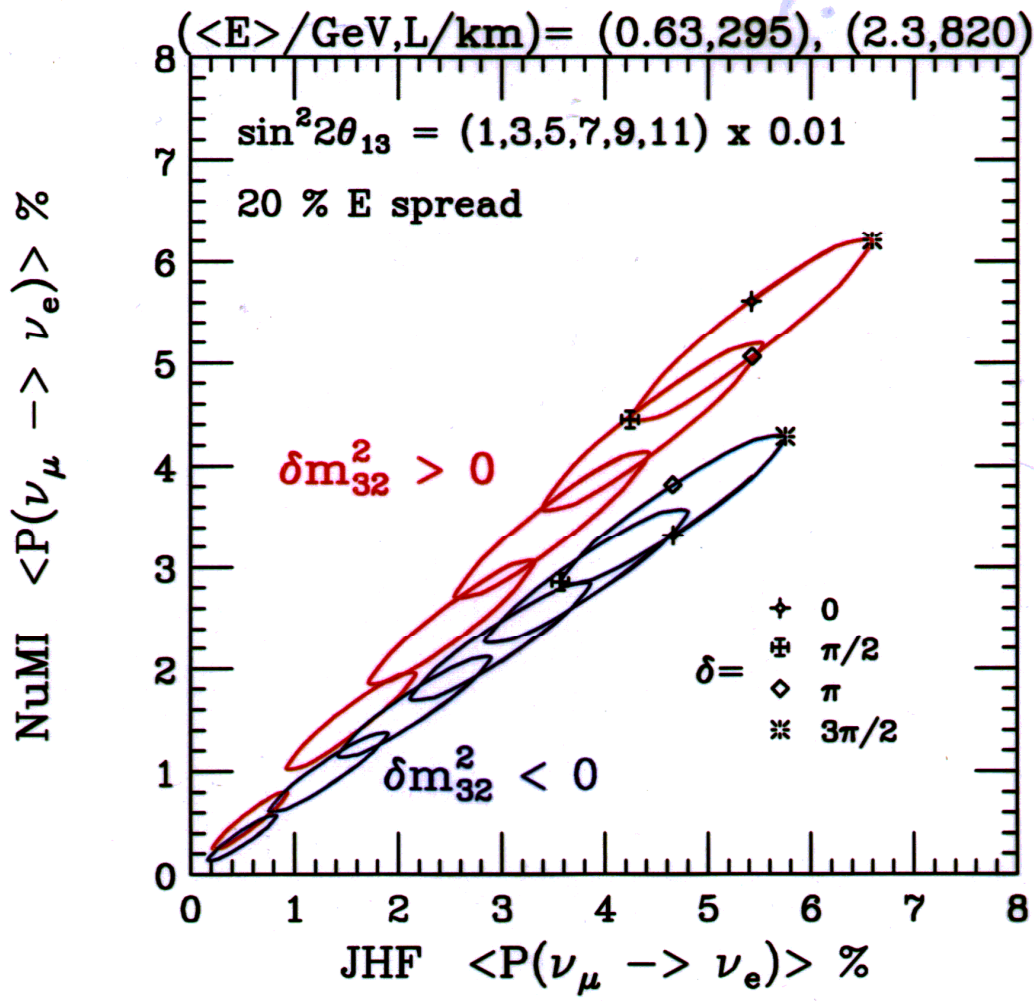 (<E>/GeV,L/km)= (0.63,295), (2.3,820)
sin²2θ₁₃ = (1,3,5,7,9,11) x 0.01
20 % E spread
NuMI <P(ν_μ -> ν_e)> %
8
7
6
5
4
3
2
1
0
δm²₃₂ > 0
δm²₃₂ < 0
δ=
0
π/2
π
3π/2
0 1 2 3 4 5 6 7 8
JHF <P(ν_μ -> ν_e)> %